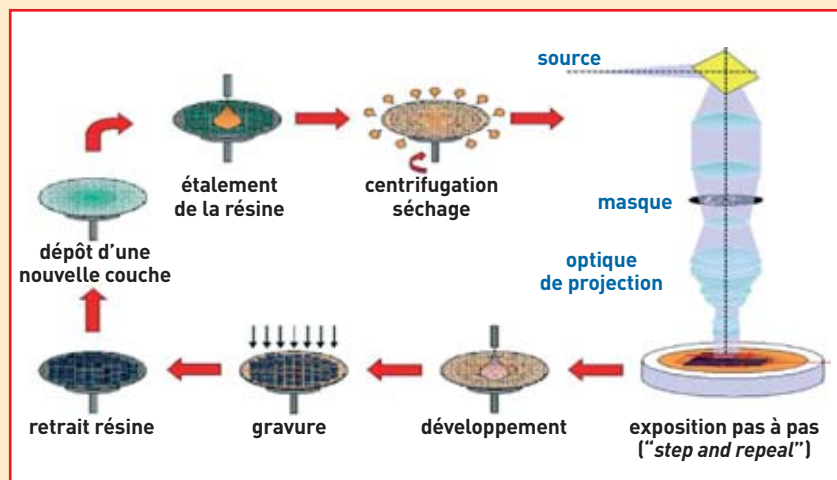 source
étalement
de la résine
centrifugation
séchage
masque
dépôt d'une
nouvelle couche
optique
de projection
retrait résine
gravure
développement
exposition pas à pas
("step and repeal")